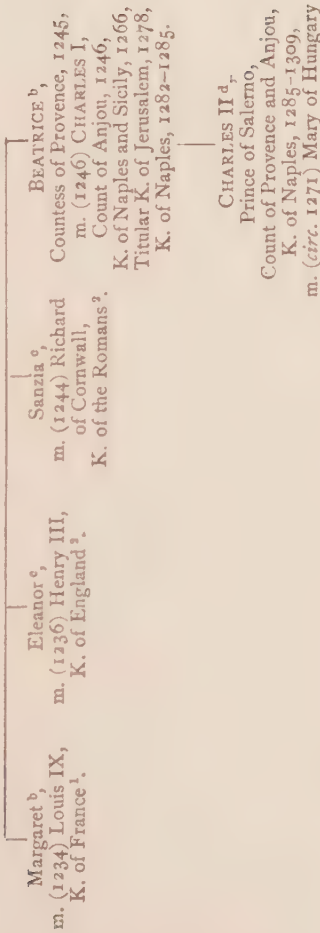 Margaret ᵇ,
m. (1234) Louis IX,
K. of France ¹.
Eleanor ᶜ,
m. (1236) Henry III,
K. of England ².
Sanzia ᶜ,
m. (1244) Richard
of Cornwall,
K. of the Romans ².
BEATRICE ᵇ,
Countess of Provence, 1245,
m. (1246) CHARLES I,
Count of Anjou, 1246,
K. of Naples and Sicily, 1266,
Titular K. of Jerusalem, 1278,
K. of Naples, 1282–1285.
CHARLES II ᵈ,
Prince of Salerno,
Count of Provence and Anjou,
K. of Naples, 1285–1309,
m. (circ. 1271) Mary of Hungary